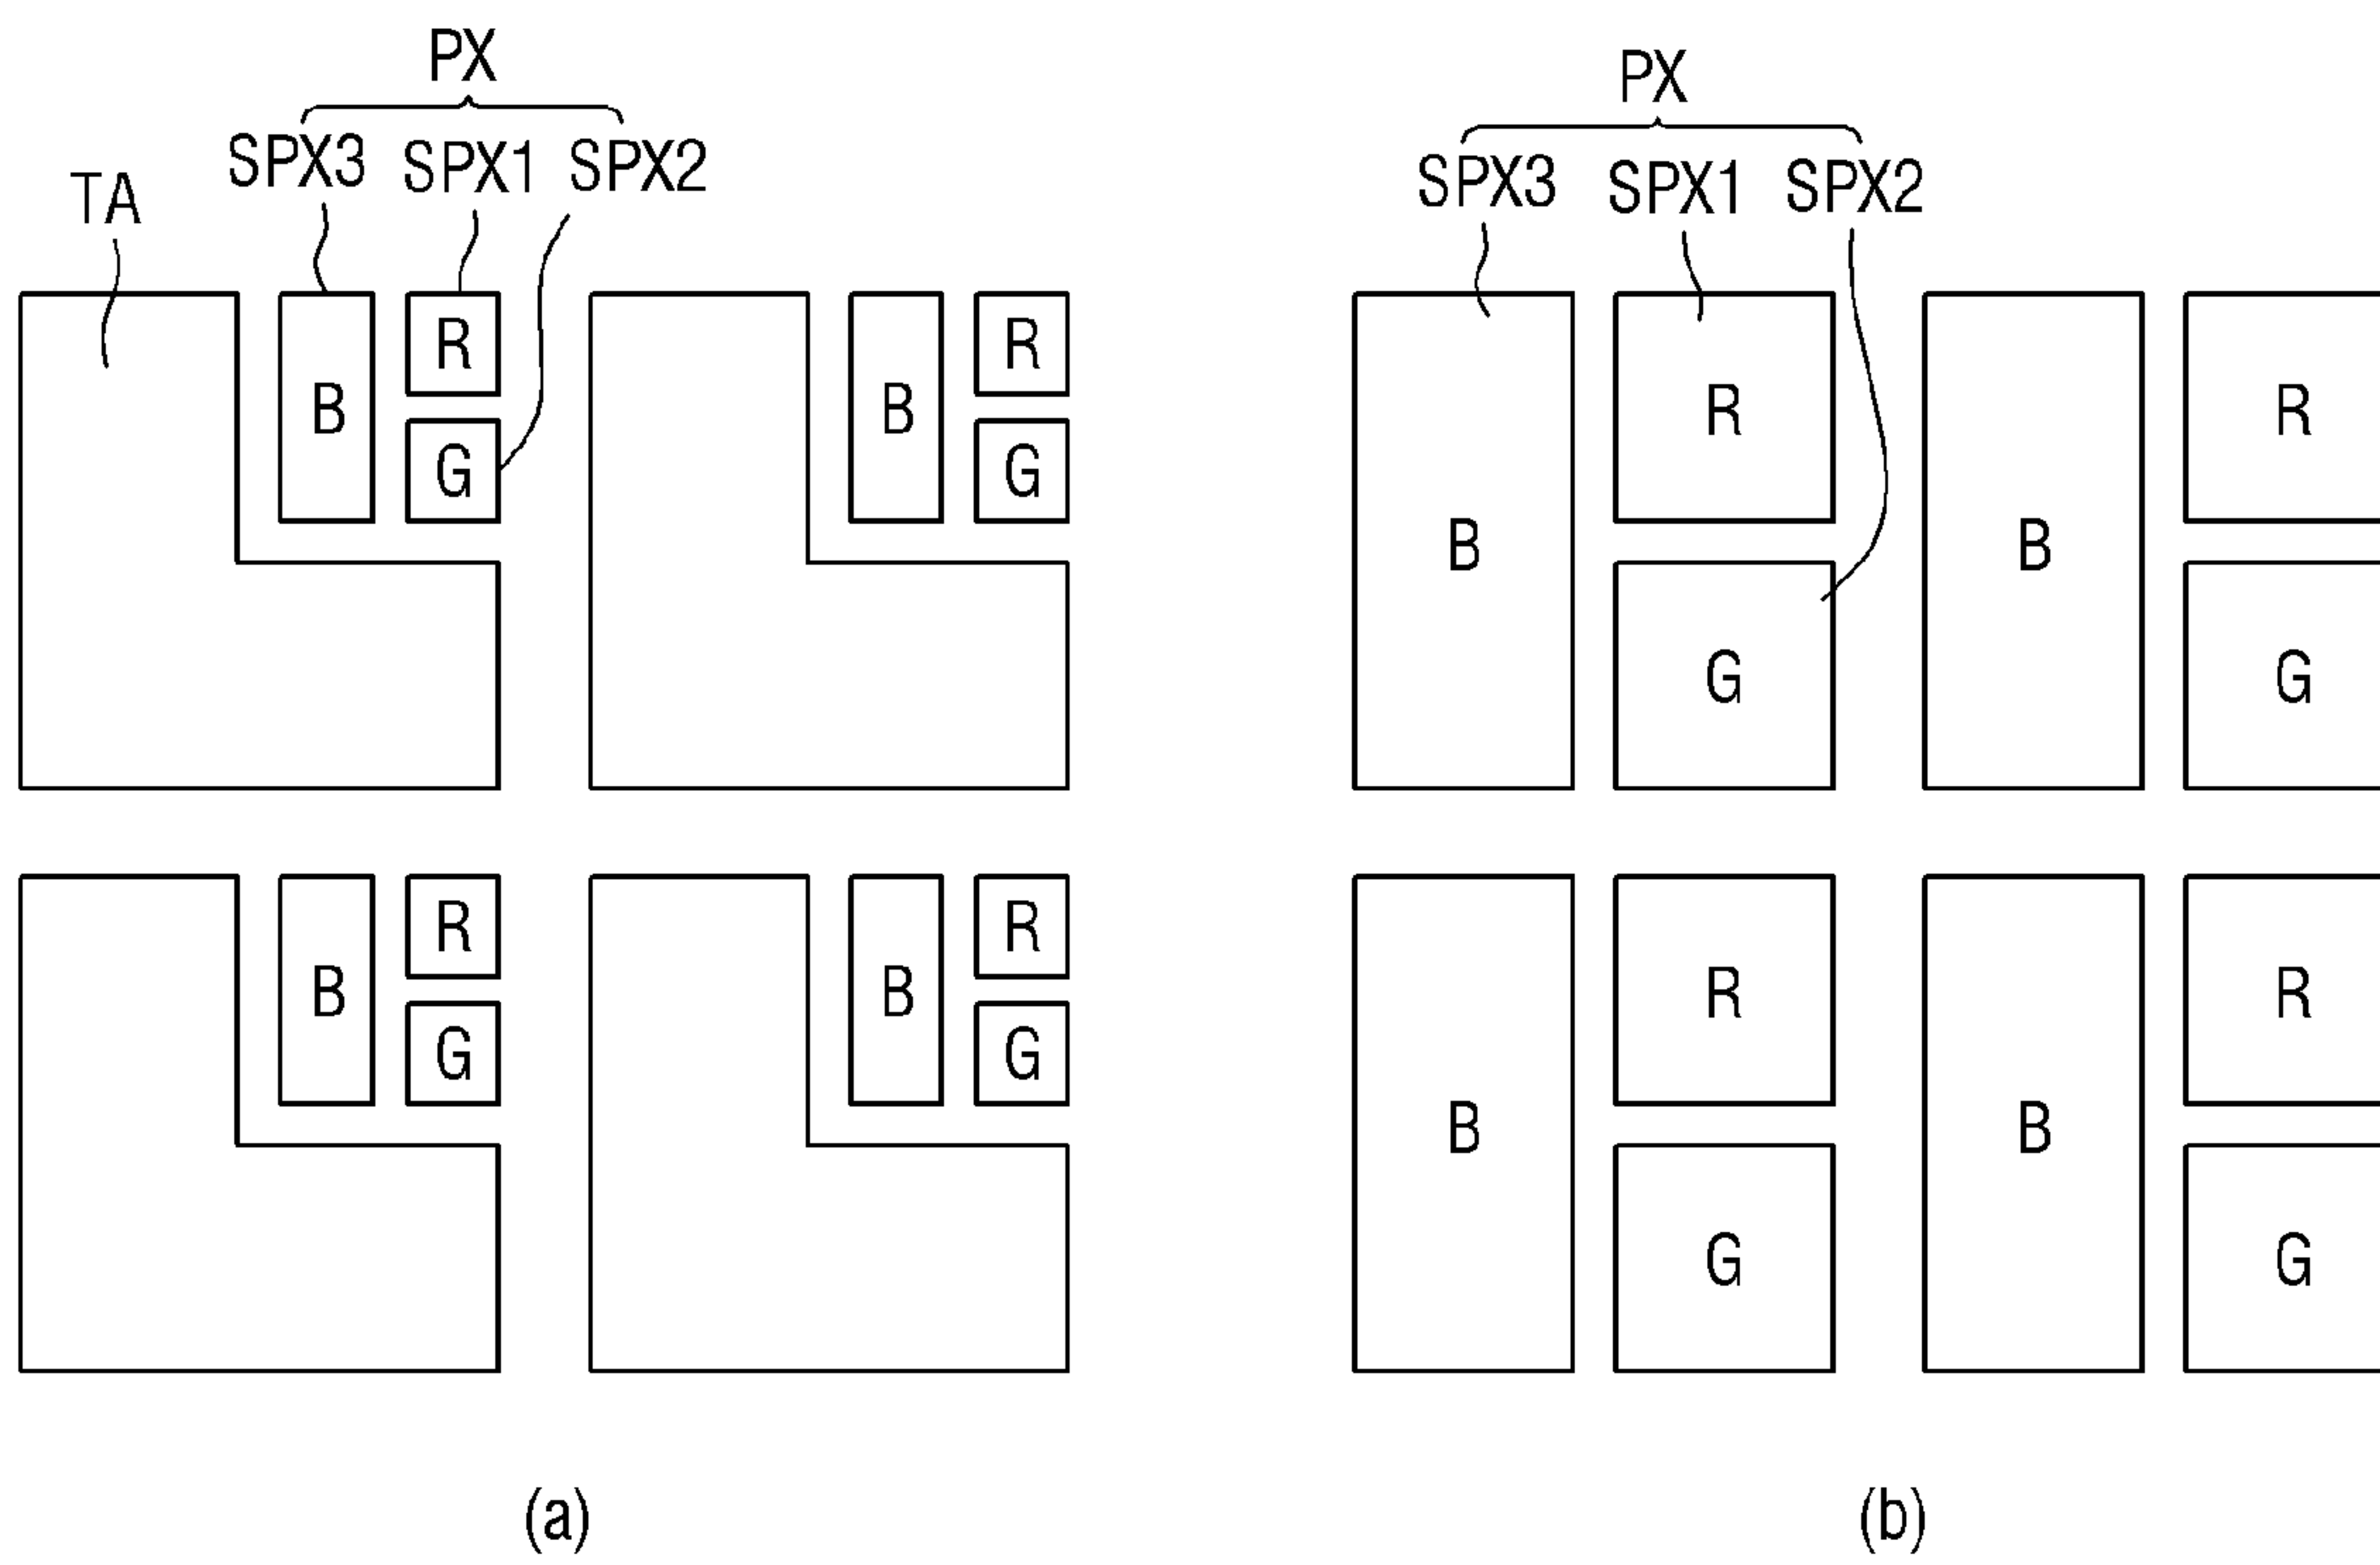 PX PX
SPX3 SPX1 SPX2 SPX3 SPX1 SPX2
TA
R R
B B R R
G G B B
G G
R R
B B R R
G G B B
G G
(a) (b)